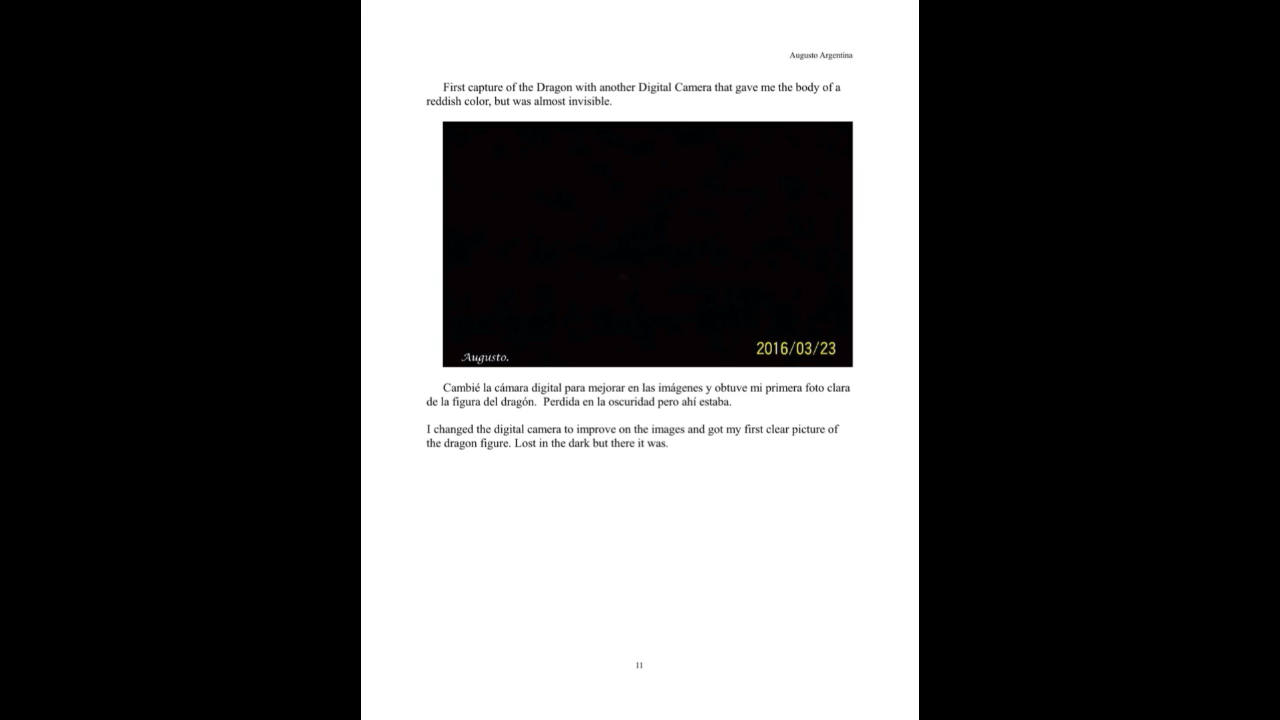 Augusto Argentina
First capture of the Dragon with another Digital Camera that gave me the body of a
reddish color, but was almost invisible.
2016/03/23
Augusto.
Cambié la cámara digital para mejorar en las imágenes y obtuve mi primera foto clara
de la figura del dragón.  Perdida en la oscuridad pero ahí estaba.
I changed the digital camera to improve on the images and got my first clear picture of
the dragon figure. Lost in the dark but there it was.
11